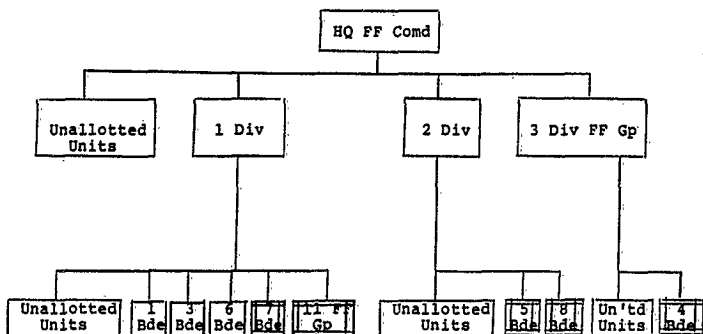 HQ FF Comd
Unallotted
Units
1 Div
2 Div
3 Div FF Gp
Unallotted
Units
1
Bde
3
Bde
6
Bde
7
Bde
11 FF
Gp
Unallotted
Units
5
Bde
8
Bde
Un'td
Units
4
Bde